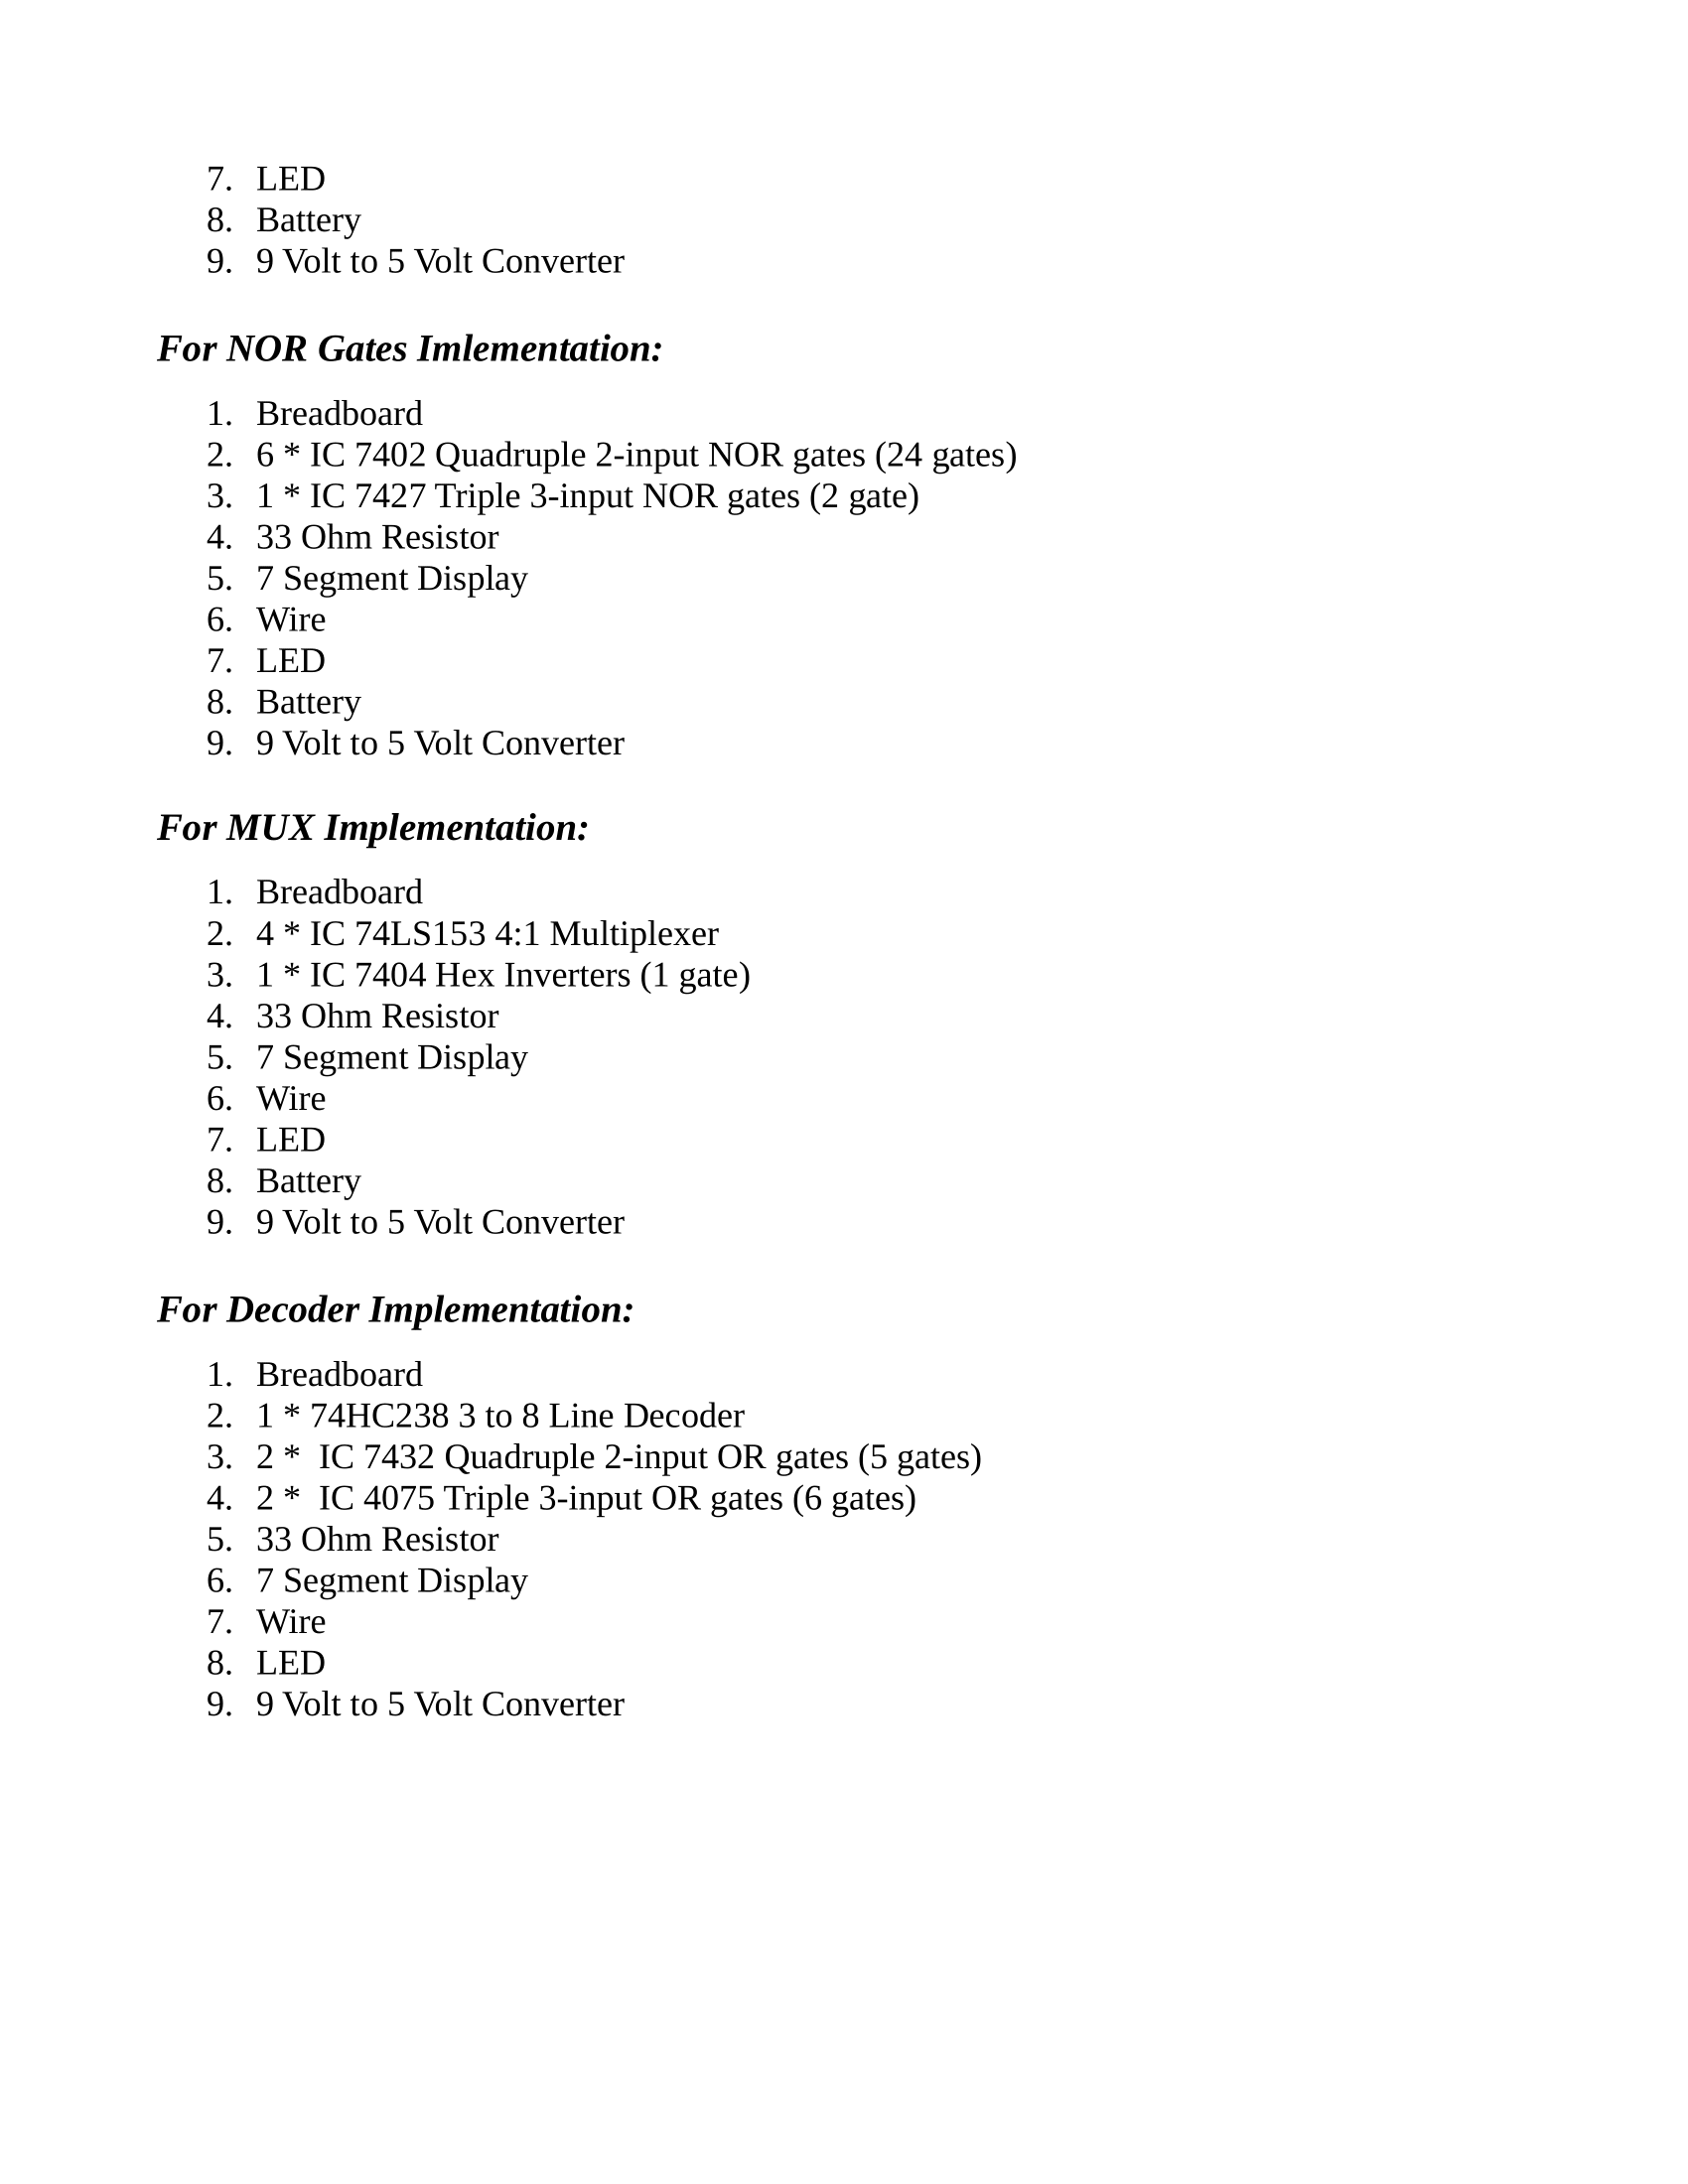 7. LED
8. Battery
9. 9 Volt to 5 Volt Converter
For NOR Gates Imlementation:
1. Breadboard
2. 6 * IC 7402 Quadruple 2-input NOR gates (24 gates)
3. 1 * IC 7427 Triple 3-input NOR gates (2 gate)
4. 33 Ohm Resistor
5. 7 Segment Display
6. Wire
7. LED
8. Battery
9. 9 Volt to 5 Volt Converter
For MUX Implementation:
1. Breadboard
2. 4 * IC 74LS153 4:1 Multiplexer
3. 1 * IC 7404 Hex Inverters (1 gate)
4. 33 Ohm Resistor
5. 7 Segment Display
6. Wire
7. LED
8. Battery
9. 9 Volt to 5 Volt Converter
For Decoder Implementation:
1. Breadboard
2. 1 * 74HC238 3 to 8 Line Decoder
3. 2 *  IC 7432 Quadruple 2-input OR gates (5 gates)
4. 2 *  IC 4075 Triple 3-input OR gates (6 gates)
5. 33 Ohm Resistor
6. 7 Segment Display
7. Wire
8. LED
9. 9 Volt to 5 Volt Converter